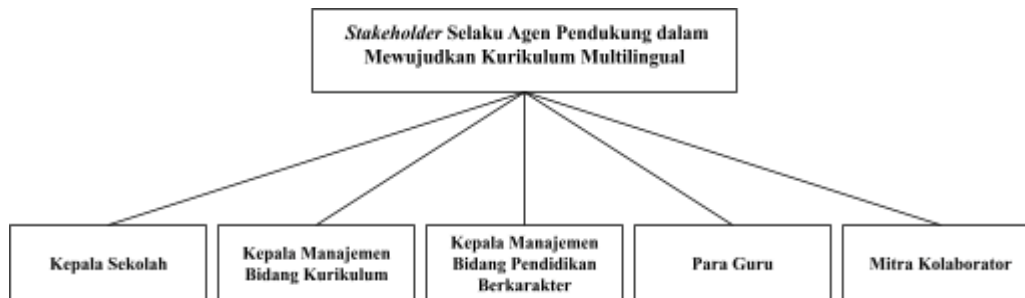 Stakeholder Selaku Agen Pendukung dalam
Mewujudkan Kurikulum Multilingual
Kepala Sekolah
Kepala Manajemen
Bidang Kurikulum
Kepala Manajemen
Bidang Pendidikan
Berkarakter
Para Guru
Mitra Kolaborator